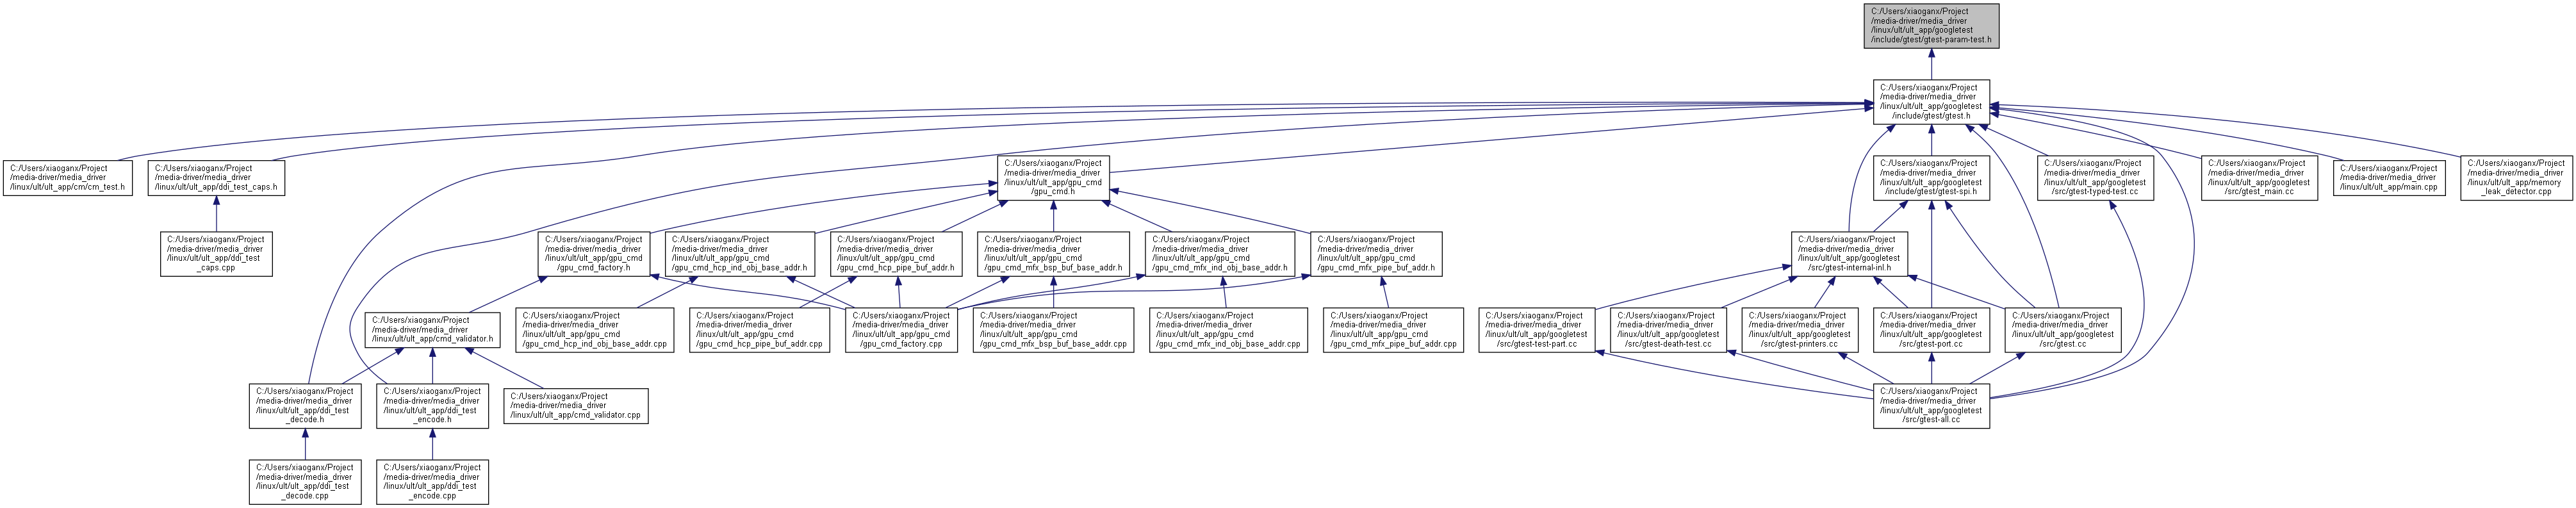 C:/Users/xiaoganx/Project
/media-driver/media_driver
/linux/ult/ult_app/googletest
/include/gtest/gtest-param-test.h
C:/Users/xiaoganx/Project
/media-driver/media_driver
/linux/ult/ult_app/googletest
/include/gtest/gtest.h
C:/Users/xiaoganx/Project
/media-driver/media_driver
/linux/ult/ult_app/cm/cm_test.h
C:/Users/xiaoganx/Project
/media-driver/media_driver
/linux/ult/ult_app/ddi_test_caps.h
C:/Users/xiaoganx/Project
/media-driver/media_driver
/linux/ult/ult_app/gpu_cmd
/gpu_cmd.h
C:/Users/xiaoganx/Project
/media-driver/media_driver
/linux/ult/ult_app/googletest
/include/gtest/gtest-spi.h
C:/Users/xiaoganx/Project
/media-driver/media_driver
/linux/ult/ult_app/googletest
/src/gtest-typed-test.cc
C:/Users/xiaoganx/Project
/media-driver/media_driver
/linux/ult/ult_app/googletest
/src/gtest_main.cc
C:/Users/xiaoganx/Project
/media-driver/media_driver
/linux/ult/ult_app/main.cpp
C:/Users/xiaoganx/Project
/media-driver/media_driver
/linux/ult/ult_app/memory
_leak_detector.cpp
C:/Users/xiaoganx/Project
/media-driver/media_driver
/linux/ult/ult_app/ddi_test
_caps.cpp
C:/Users/xiaoganx/Project
/media-driver/media_driver
/linux/ult/ult_app/gpu_cmd
/gpu_cmd_factory.h
C:/Users/xiaoganx/Project
/media-driver/media_driver
/linux/ult/ult_app/gpu_cmd
/gpu_cmd_hcp_ind_obj_base_addr.h
C:/Users/xiaoganx/Project
/media-driver/media_driver
/linux/ult/ult_app/gpu_cmd
/gpu_cmd_hcp_pipe_buf_addr.h
C:/Users/xiaoganx/Project
/media-driver/media_driver
/linux/ult/ult_app/gpu_cmd
/gpu_cmd_mfx_bsp_buf_base_addr.h
C:/Users/xiaoganx/Project
/media-driver/media_driver
/linux/ult/ult_app/gpu_cmd
/gpu_cmd_mfx_ind_obj_base_addr.h
C:/Users/xiaoganx/Project
/media-driver/media_driver
/linux/ult/ult_app/gpu_cmd
/gpu_cmd_mfx_pipe_buf_addr.h
C:/Users/xiaoganx/Project
/media-driver/media_driver
/linux/ult/ult_app/googletest
/src/gtest-internal-inl.h
C:/Users/xiaoganx/Project
/media-driver/media_driver
/linux/ult/ult_app/cmd_validator.h
C:/Users/xiaoganx/Project
/media-driver/media_driver
/linux/ult/ult_app/gpu_cmd
/gpu_cmd_hcp_ind_obj_base_addr.cpp
C:/Users/xiaoganx/Project
/media-driver/media_driver
/linux/ult/ult_app/gpu_cmd
/gpu_cmd_hcp_pipe_buf_addr.cpp
C:/Users/xiaoganx/Project
/media-driver/media_driver
/linux/ult/ult_app/gpu_cmd
/gpu_cmd_factory.cpp
C:/Users/xiaoganx/Project
/media-driver/media_driver
/linux/ult/ult_app/gpu_cmd
/gpu_cmd_mfx_bsp_buf_base_addr.cpp
C:/Users/xiaoganx/Project
/media-driver/media_driver
/linux/ult/ult_app/gpu_cmd
/gpu_cmd_mfx_ind_obj_base_addr.cpp
C:/Users/xiaoganx/Project
/media-driver/media_driver
/linux/ult/ult_app/gpu_cmd
/gpu_cmd_mfx_pipe_buf_addr.cpp
C:/Users/xiaoganx/Project
/media-driver/media_driver
/linux/ult/ult_app/googletest
/src/gtest-test-part.cc
C:/Users/xiaoganx/Project
/media-driver/media_driver
/linux/ult/ult_app/googletest
/src/gtest-death-test.cc
C:/Users/xiaoganx/Project
/media-driver/media_driver
/linux/ult/ult_app/googletest
/src/gtest-printers.cc
C:/Users/xiaoganx/Project
/media-driver/media_driver
/linux/ult/ult_app/googletest
/src/gtest-port.cc
C:/Users/xiaoganx/Project
/media-driver/media_driver
/linux/ult/ult_app/googletest
/src/gtest.cc
C:/Users/xiaoganx/Project
/media-driver/media_driver
/linux/ult/ult_app/ddi_test
_decode.h
C:/Users/xiaoganx/Project
/media-driver/media_driver
/linux/ult/ult_app/ddi_test
_encode.h
C:/Users/xiaoganx/Project
/media-driver/media_driver
/linux/ult/ult_app/cmd_validator.cpp
C:/Users/xiaoganx/Project
/media-driver/media_driver
/linux/ult/ult_app/googletest
/src/gtest-all.cc
C:/Users/xiaoganx/Project
/media-driver/media_driver
/linux/ult/ult_app/ddi_test
_decode.cpp
C:/Users/xiaoganx/Project
/media-driver/media_driver
/linux/ult/ult_app/ddi_test
_encode.cpp